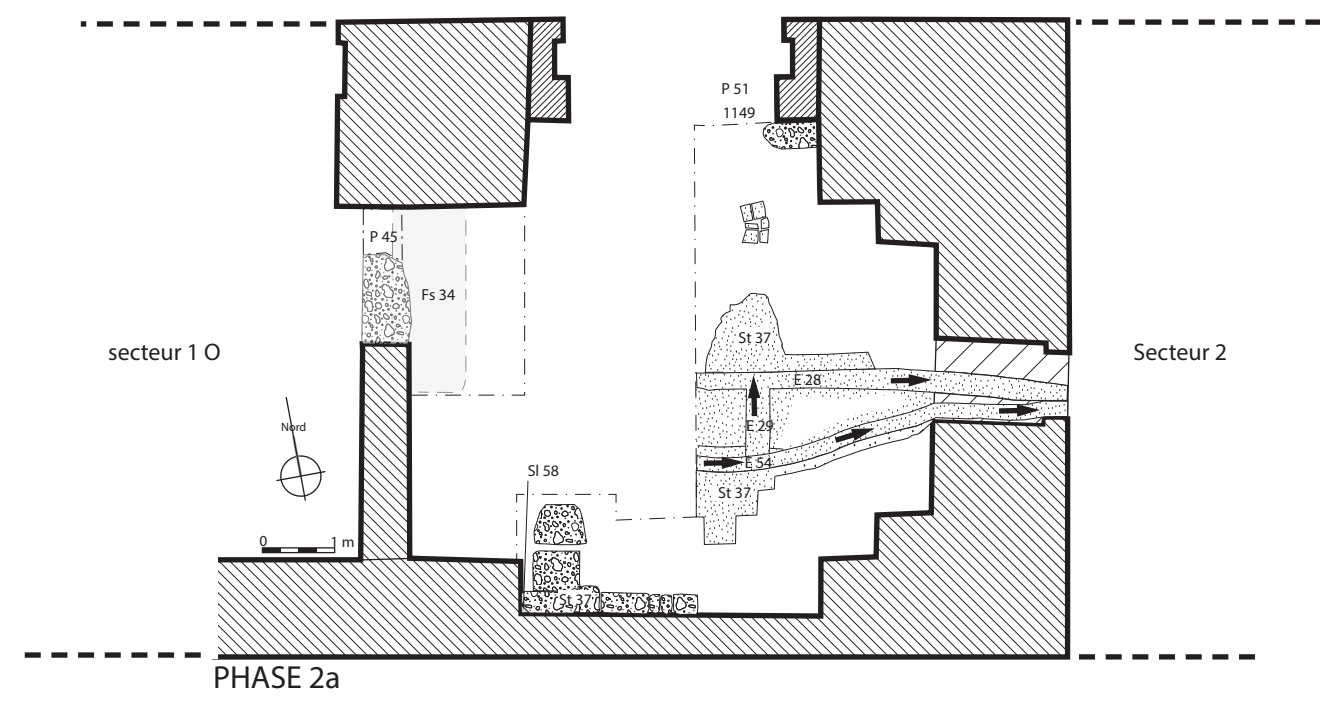 P 51
1149
P 45
Fs 34
St 37
secteur 1 O
Secteur 2
E 28
E 29
Nord
E 54
Sl 58
St 37
0 1 m
St 37
PHASE 2a